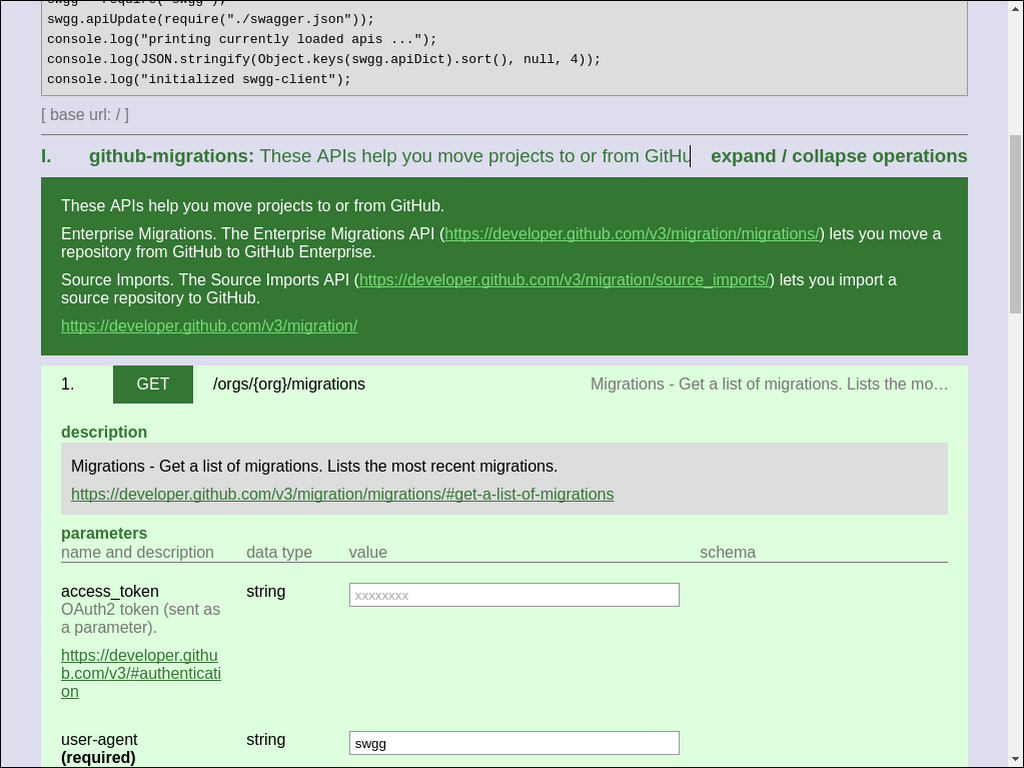 swgg.apiUpdate(require("./swagger.json"));
console.log("printing currently loaded apis ...");
console.log(JSON.stringify(Object.keys(swgg.apiDict).sort(), null, 4));
console.log("initialized swgg-client");
[ base url: / ]
I. github-migrations: These APIs help you move projects to or from GitHu expand / collapse operations
These APIs help you move projects to or from GitHub.
Enterprise Migrations. The Enterprise Migrations API (https://developer.github.com/v3/migration/migrations/) lets you move a
repository from GitHub to GitHub Enterprise.
Source Imports. The Source Imports API (https://developer.github.com/v3/migration/source_imports/) lets you import a
source repository to GitHub.
https://developer.github.com/v3/migration/
1. GET /orgs/{org}/migrations Migrations - Get a list of migrations. Lists the mo…
description
Migrations - Get a list of migrations. Lists the most recent migrations.
https://developer.github.com/v3/migration/migrations/#get-a-list-of-migrations
parameters
name and description data type value schema
access_token string xxxxxxxx
OAuth2 token (sent as
a parameter).
https://developer.githu
b.com/v3/#authenticati
on
user-agent string swgg
(required)